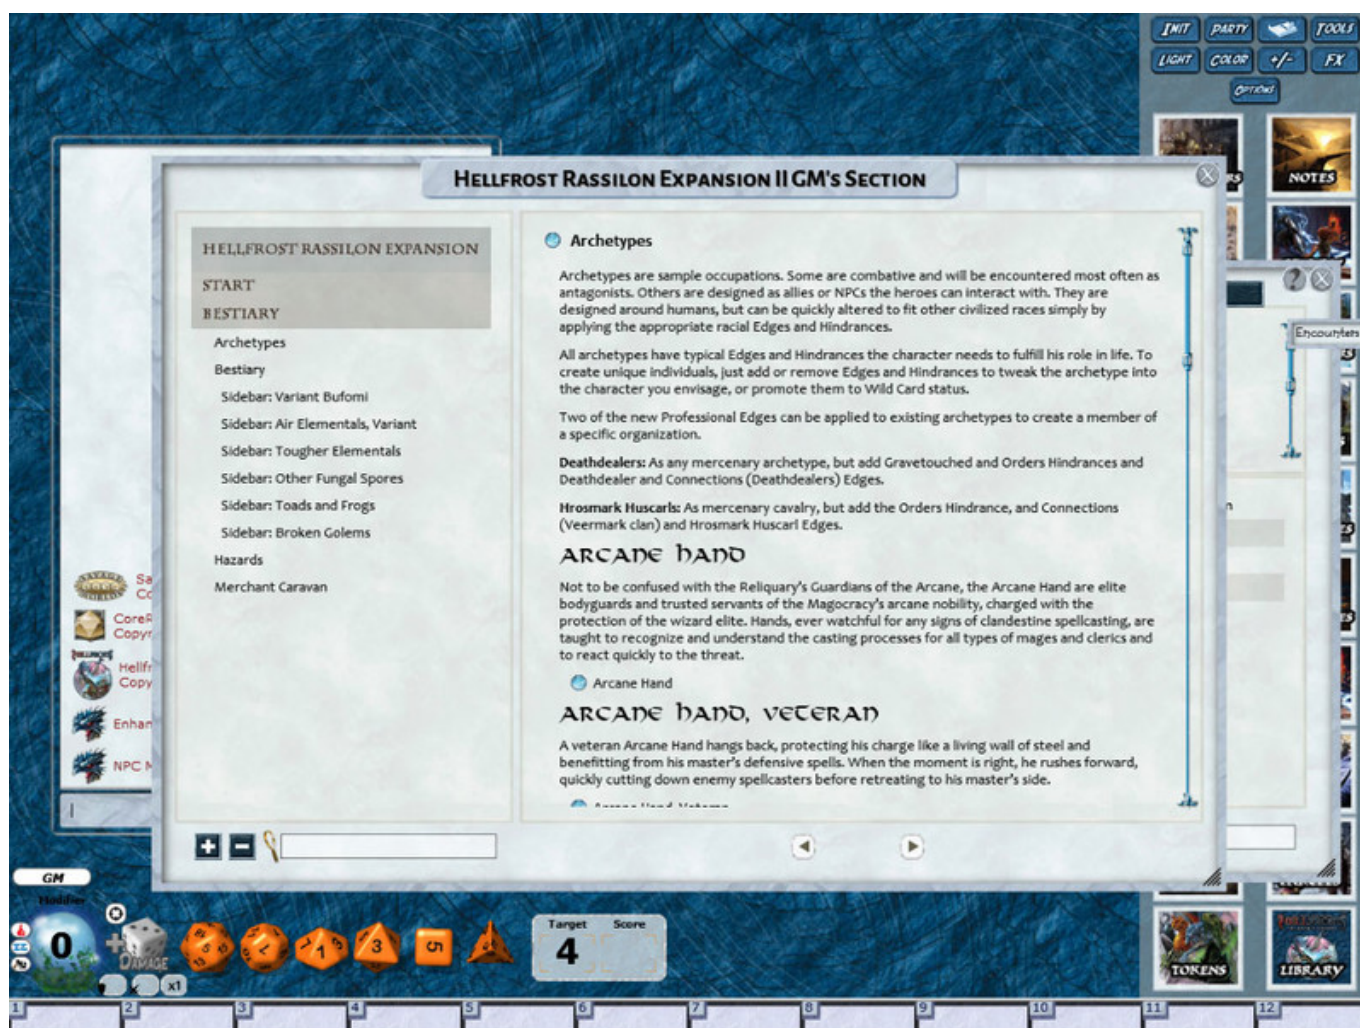 INIT PARTY TOOLS
LIGHT COLOR +/- FX
OPTIONS
NOTES
HELLFROST RASSILON EXPANSION II GM'S SECTION
HELLFROST RASSILON EXPANSION
START
BESTIARY
Archetypes
Bestiary
Sidebar: Variant Bufomi
Sidebar: Air Elementals, Variant
Sidebar: Tougher Elementals
Sidebar: Other Fungal Spores
Sidebar: Toads and Frogs
Sidebar: Broken Golems
Hazards
Merchant Caravan
Archetypes
Archetypes are sample occupations. Some are combative and will be encountered most often as
antagonists. Others are designed as allies or NPCs the heroes can interact with. They are
designed around humans, but can be quickly altered to fit other civilized races simply by
applying the appropriate racial Edges and Hindrances.
All archetypes have typical Edges and Hindrances the character needs to fulfill his role in life. To
create unique individuals, just add or remove Edges and Hindrances to tweak the archetype into
the character you envisage, or promote them to Wild Card status.
Two of the new Professional Edges can be applied to existing archetypes to create a member of
a specific organization.
Deathdealers: As any mercenary archetype, but add Gravetouched and Orders Hindrances and
Deathdealer and Connections (Deathdealers) Edges.
Hrosmark Huscarls: As mercenary cavalry, but add the Orders Hindrance, and Connections
(Veermark clan) and Hrosmark Huscarl Edges.
ARCANE HAND
Not to be confused with the Reliquary's Guardians of the Arcane, the Arcane Hand are elite
bodyguards and trusted servants of the Magocracy's arcane nobility, charged with the
protection of the wizard elite. Hands, ever watchful for any signs of clandestine spellcasting, are
taught to recognize and understand the casting processes for all types of mages and clerics and
to react quickly to the threat.
Arcane Hand
ARCANE HAND, VETERAN
A veteran Arcane Hand hangs back, protecting his charge like a living wall of steel and
benefitting from his master's defensive spells. When the moment is right, he rushes forward,
quickly cutting down enemy spellcasters before retreating to his master's side.
Arcane Hand, Veteran
Encounters
Sa
Co
CoreR
Copyr
Hellfr
Copy
Enhan
NPC M
GM
Modifier
0
DAMAGE
x1
Target Score
4
TOKENS
LIBRARY
1 2 3 4 5 6 7 8 9 10 11 12